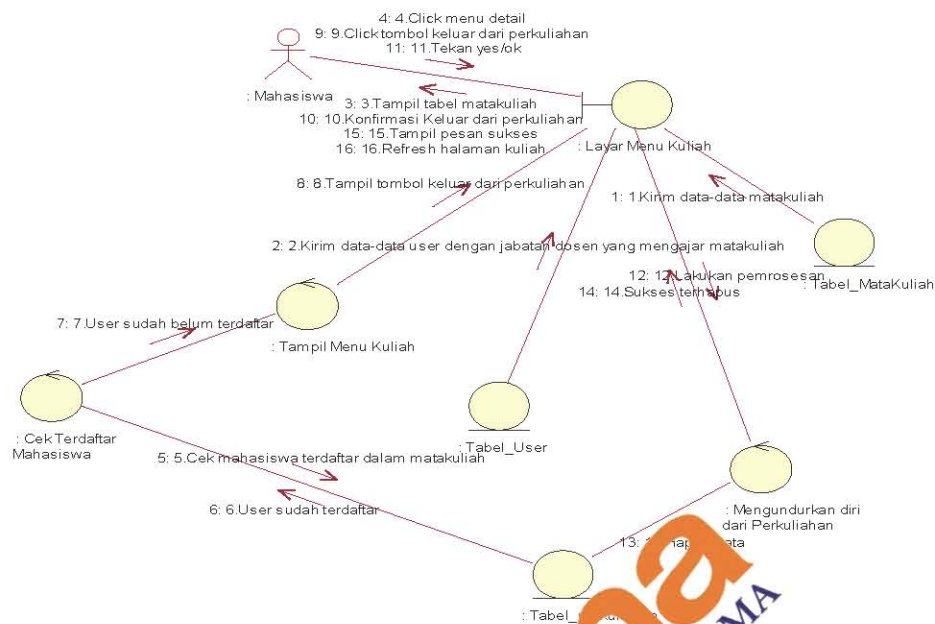 4: 4.Click menu detail
9: 9.Click tombol keluar dari perkuliahan
11: 11.Tekan yes/ok
: Mahasiswa
3: 3.Tampil tabel matakuliah
10: 10.Konfirmasi Keluar dari perkuliahan
15: 15.Tampil pesan sukses
16: 16.Refresh halaman kuliah
: Layar Menu Kuliah
8: 8.Tampil tombol keluar dari perkuliahan
1: 1.Kirim data-data matakuliah
2: 2.Kirim data-data user dengan jabatan dosen yang mengajar matakuliah
12: 12.Lakukan pemrosesan
: Tabel_MataKuliah
14: 14.Sukses terhapus
7: 7.User sudah belum terdaftar
: Tampil Menu Kuliah
: Cek Terdaftar
Mahasiswa
: Tabel_User
5: 5.Cek mahasiswa terdaftar dalam matakuliah
6: 6.User sudah terdaftar
: Mengundurkan diri
dari Perkuliahan
13: